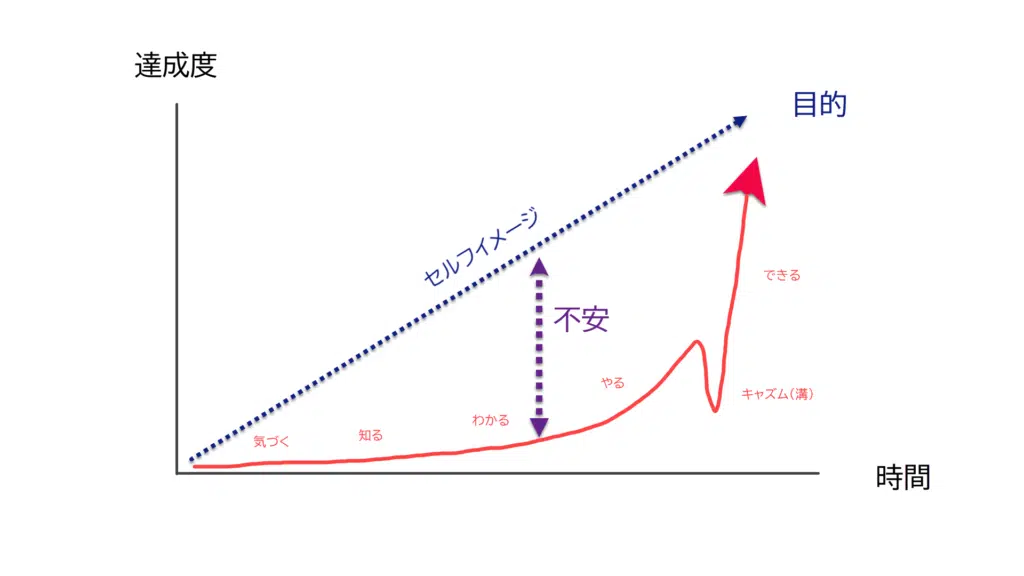 達成度
目的
セルフイメージ
不安
できる
やる
キャズム(溝)
わかる
知る
気づく
時間